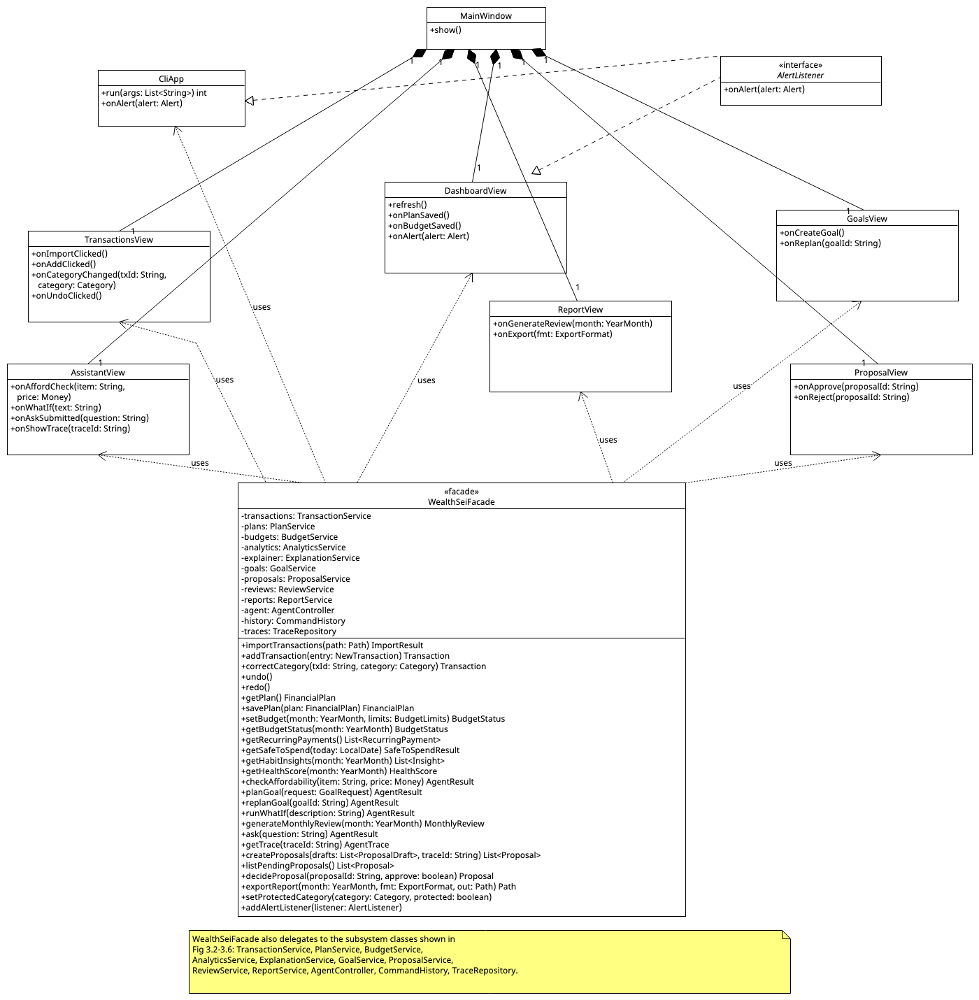 MainWindow
+show()
1
1
1
1
1
1
CliApp
+run(args: List<String>) int
+onAlert(alert: Alert)
«interface»
AlertListener
+onAlert(alert: Alert)
1
DashboardView
+refresh()
+onPlanSaved()
+onBudgetSaved()
+onAlert(alert: Alert)
1
GoalsView
+onCreateGoal()
+onReplan(goalId: String)
1
TransactionsView
+onImportClicked()
+onAddClicked()
+onCategoryChanged(txId: String,
category: Category)
+onUndoClicked()
1
ReportView
+onGenerateReview(month: YearMonth)
+onExport(fmt: ExportFormat)
uses
1
AssistantView
+onAffordCheck(item: String,
price: Money)
+onWhatIf(text: String)
+onAskSubmitted(question: String)
+onShowTrace(traceId: String)
1
ProposalView
+onApprove(proposalId: String)
+onReject(proposalId: String)
uses
uses
uses
uses
uses
uses
«facade»
WealthSeiFacade
-transactions: TransactionService
-plans: PlanService
-budgets: BudgetService
-analytics: AnalyticsService
-explainer: ExplanationService
-goals: GoalService
-proposals: ProposalService
-reviews: ReviewService
-reports: ReportService
-agent: AgentController
-history: CommandHistory
-traces: TraceRepository
+importTransactions(path: Path) ImportResult
+addTransaction(entry: NewTransaction) Transaction
+correctCategory(txId: String, category: Category) Transaction
+undo()
+redo()
+getPlan() FinancialPlan
+savePlan(plan: FinancialPlan) FinancialPlan
+setBudget(month: YearMonth, limits: BudgetLimits) BudgetStatus
+getBudgetStatus(month: YearMonth) BudgetStatus
+getRecurringPayments() List<RecurringPayment>
+getSafeToSpend(today: LocalDate) SafeToSpendResult
+getHabitInsights(month: YearMonth) List<Insight>
+getHealthScore(month: YearMonth) HealthScore
+checkAffordability(item: String, price: Money) AgentResult
+planGoal(request: GoalRequest) AgentResult
+replanGoal(goalId: String) AgentResult
+runWhatIf(description: String) AgentResult
+generateMonthlyReview(month: YearMonth) MonthlyReview
+ask(question: String) AgentResult
+getTrace(traceId: String) AgentTrace
+createProposals(drafts: List<ProposalDraft>, traceId: String) List<Proposal>
+listPendingProposals() List<Proposal>
+decideProposal(proposalId: String, approve: boolean) Proposal
+exportReport(month: YearMonth, fmt: ExportFormat, out: Path) Path
+setProtectedCategory(category: Category, protected: boolean)
+addAlertListener(listener: AlertListener)
WealthSeiFacade also delegates to the subsystem classes shown in
Fig 3.2-3.6: TransactionService, PlanService, BudgetService,
AnalyticsService, ExplanationService, GoalService, ProposalService,
ReviewService, ReportService, AgentController, CommandHistory, TraceRepository.